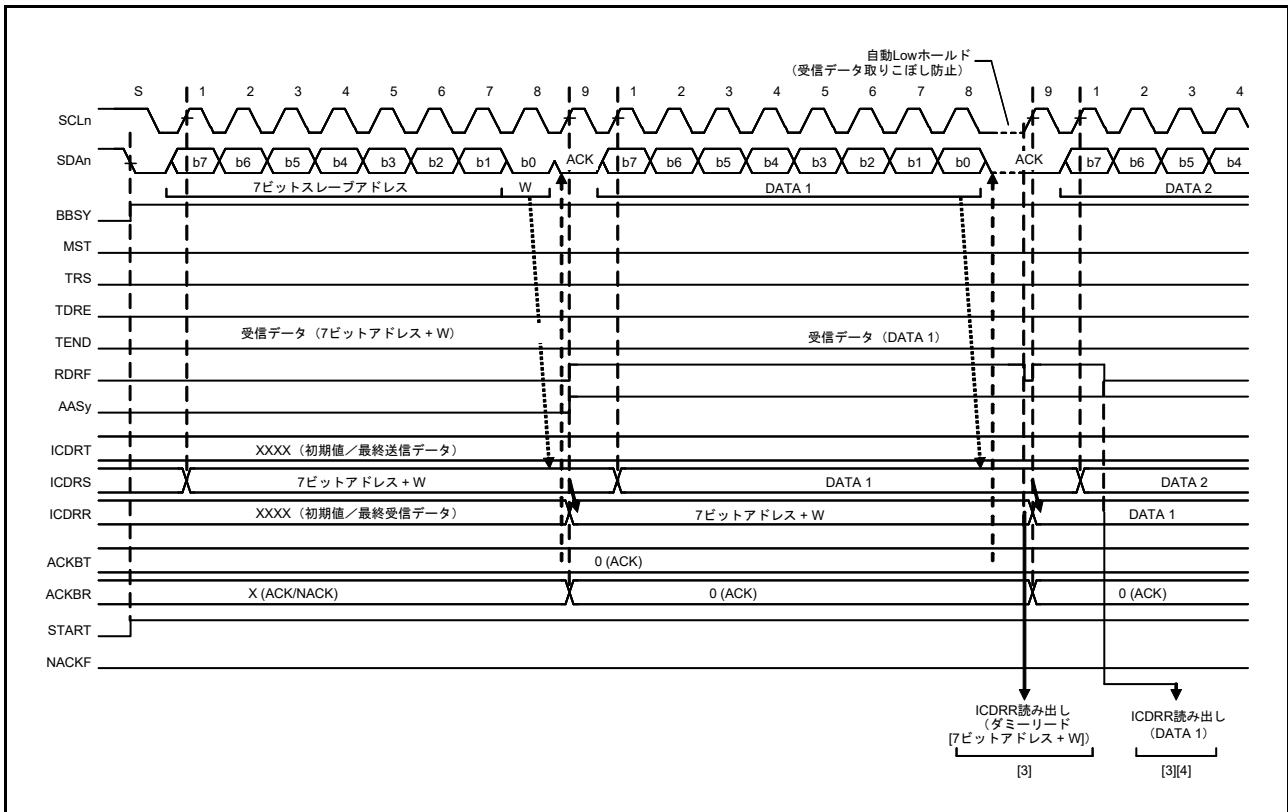 自動Lowホールド
（受信データ取りこぼし防止）
S 1 2 3 4 5 6 7 8 9 1 2 3 4 5 6 7 8 9 1 2 3 4
SCLn
SDAn b7 b6 b5 b4 b3 b2 b1 b0 ACK b7 b6 b5 b4 b3 b2 b1 b0 ACK b7 b6 b5 b4
7ビットスレーブアドレス W DATA 1 DATA 2
BBSY
MST
TRS
TDRE
受信データ（7ビットアドレス + W） 受信データ（DATA 1）
TEND
RDRF
AASy
ICDRT XXXX（初期値／最終送信データ）
ICDRS 7ビットアドレス + W DATA 1 DATA 2
ICDRR XXXX（初期値／最終受信データ） 7ビットアドレス + W DATA 1
ACKBT 0 (ACK)
ACKBR X (ACK/NACK) 0 (ACK) 0 (ACK)
START
NACKF
ICDRR読み出し
（ダミーリード
[7ビットアドレス + W]）
[3]
ICDRR読み出し
（DATA 1）
[3][4]